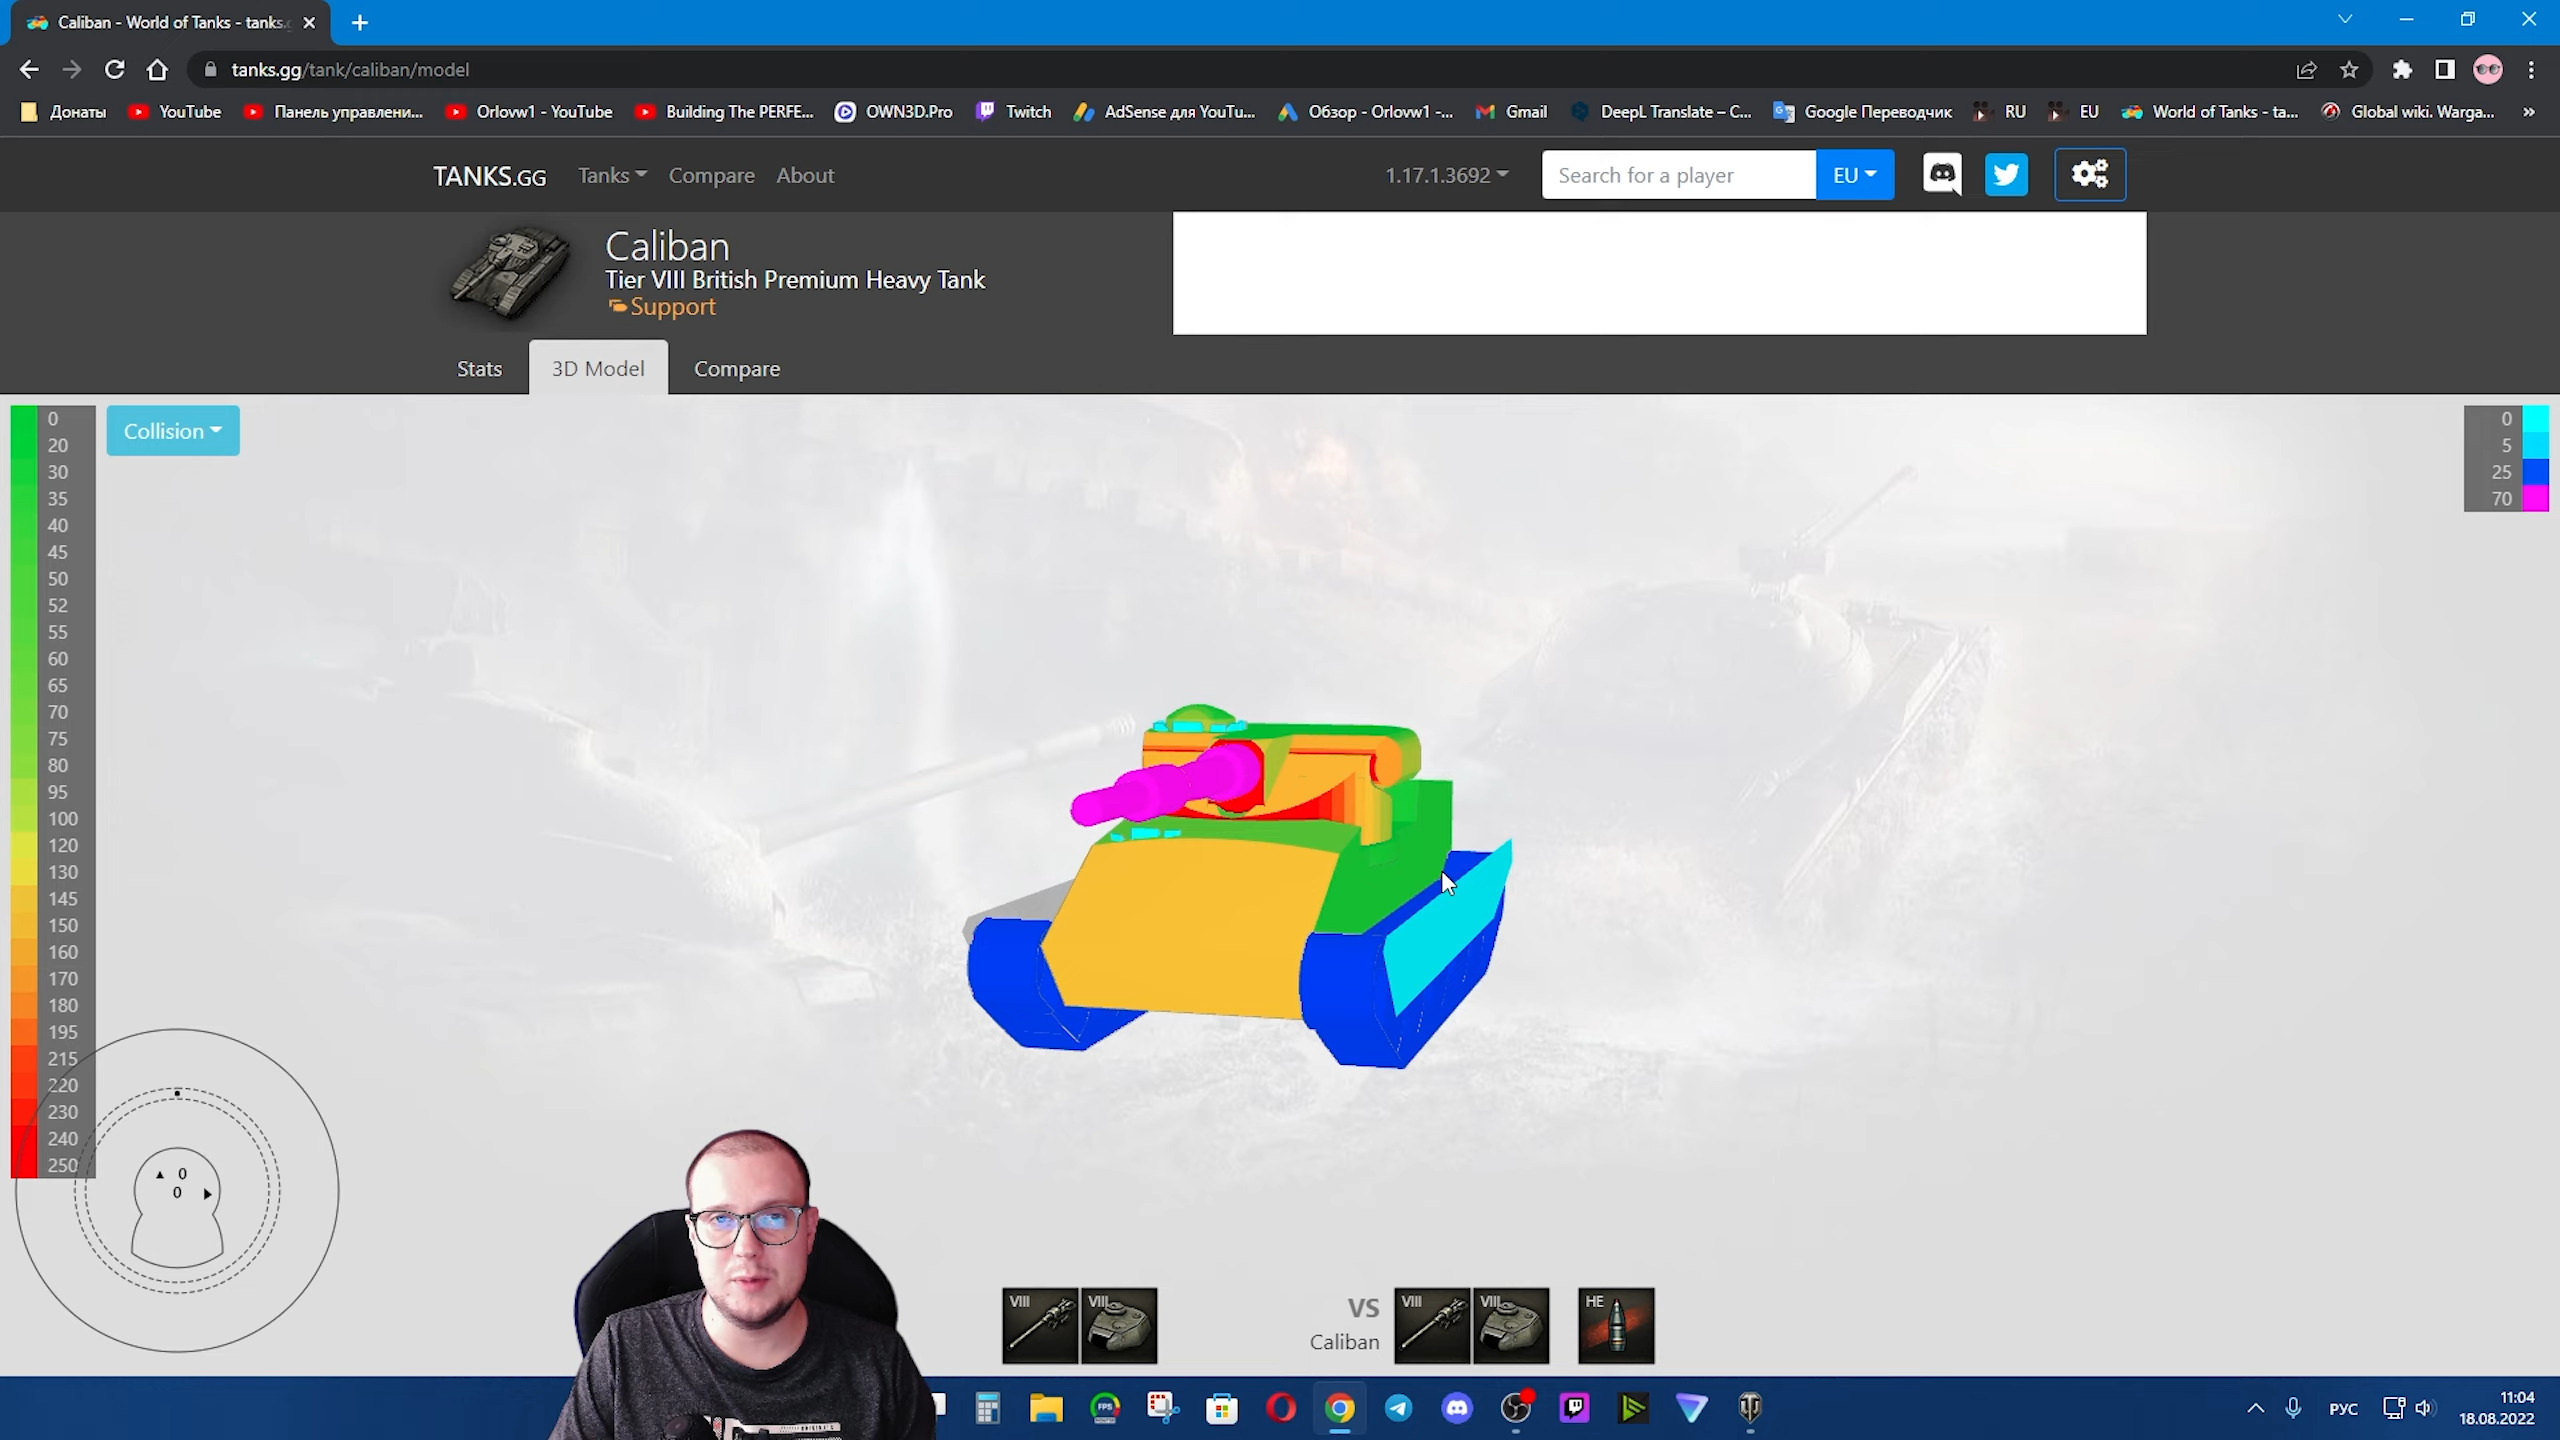 Caliban - World of Tanks - tanks.g
tanks.gg/tank/caliban/model
Донаты YouTube Панель управлени... Orlovw1 - YouTube Building The PERFE... OWN3D.Pro Twitch AdSense для YouTu... Обзор - Orlovw1 -... Gmail DeepL Translate – C... Google Переводчик RU EU World of Tanks - ta... Global wiki. Warga... »
TANKS.GG Tanks Compare About 1.17.1.3692 Search for a player EU
Caliban
Tier VIII British Premium Heavy Tank
Support
Stats 3D Model Compare
Collision
0
20
30
35
40
45
50
52
55
60
65
70
75
80
95
100
120
130
145
150
160
170
180
195
215
220
230
240
250
0
5
25
70
0
0
VIII VIII
VS
Caliban
VIII VIII HE
FPS
РУС
11:04
18.08.2022